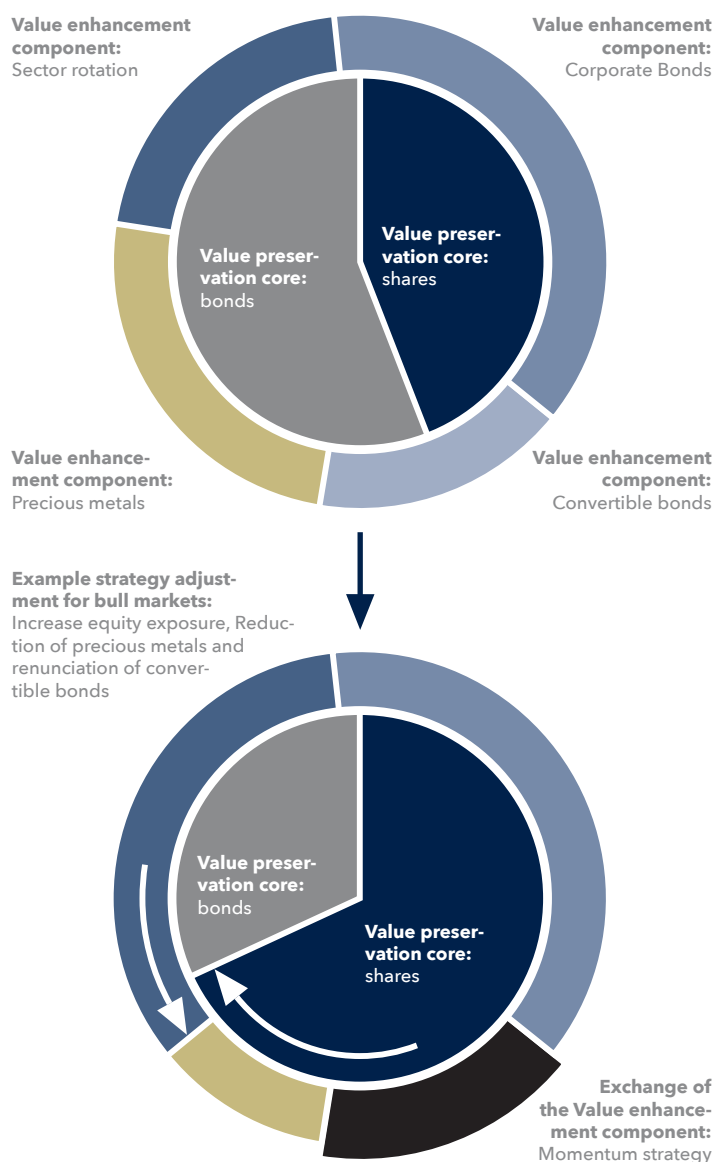 Value enhancement
component:
Sector rotation
Value enhancement
component:
Corporate Bonds
Value preser-
vation core:
bonds
Value preser-
vation core:
shares
Value enhance-
ment component:
Precious metals
Value enhancement
component:
Convertible bonds
Example strategy adjust-
ment for bull markets:
Increase equity exposure, Reduc-
tion of precious metals and
renunciation of conver-
tible bonds
Value preser-
vation core:
bonds
Value preser-
vation core:
shares
Exchange of
the Value enhance-
ment component:
Momentum strategy